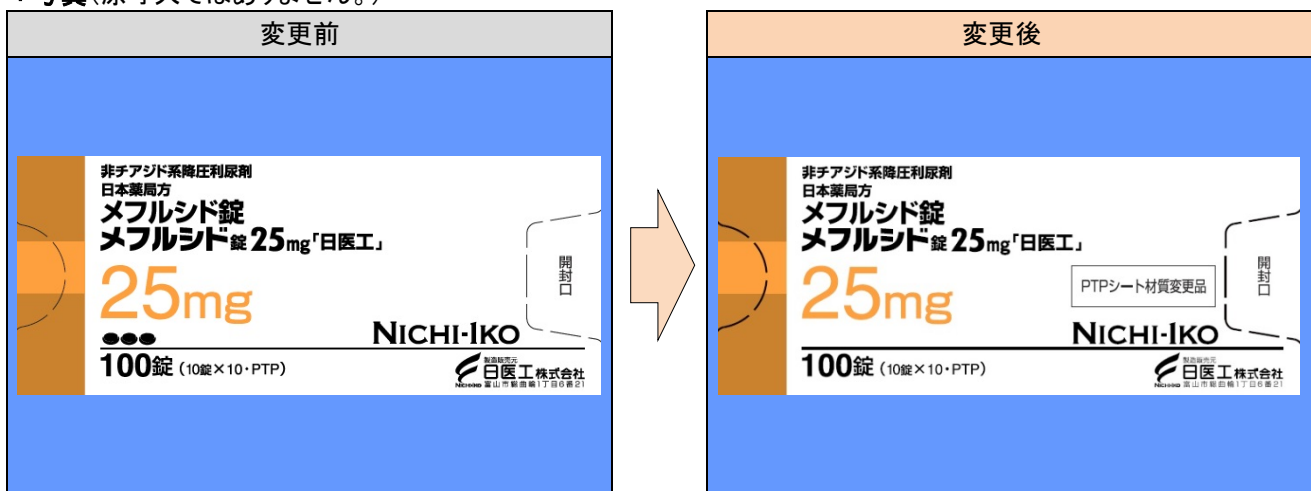 変更前
変更後
非チアジド系降圧利尿剤
日本薬局方
メフルシド錠
メフルシド錠25mg「日医工」
25mg
開封口
NICHI-IKO
100錠(10錠×10・PTP)
製造販売元
日医工株式会社
NICHI-IKO 富山市総曲輪1丁目6番21
非チアジド系降圧利尿剤
日本薬局方
メフルシド錠
メフルシド錠25mg「日医工」
25mg
PTPシート材質変更品
開封口
NICHI-IKO
100錠(10錠×10・PTP)
製造販売元
日医工株式会社
NICHI-IKO 富山市総曲輪1丁目6番21